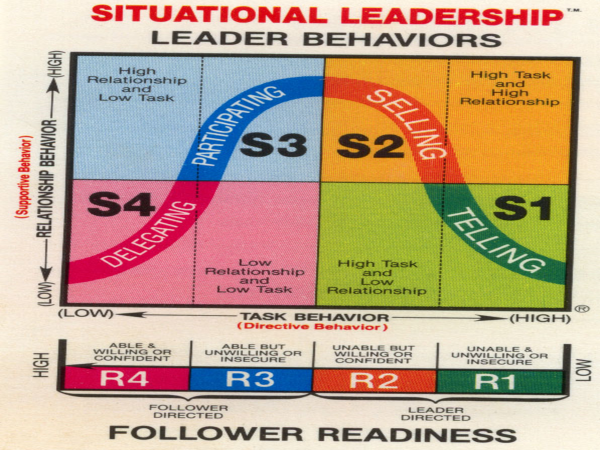 SITUATIONAL LEADERSHIP™
LEADER BEHAVIORS
(HIGH)
High
Relationship
and
Low Task
High Task
and
High
Relationship
PARTICIPATING
SELLING
S3
S2
(Supportive Behavior)
RELATIONSHIP BEHAVIOR
S4
S1
DELEGATING
TELLING
Low
Relationship
and
Low Task
High Task
and
Low
Relationship
(LOW)
(LOW)
TASK BEHAVIOR
(HIGH)
®
(Directive Behavior)
HIGH
ABLE &
WILLING OR
CONFIDENT
ABLE BUT
UNWILLING OR
INSECURE
UNABLE BUT
WILLING OR
CONFIDENT
UNABLE &
UNWILLING OR
INSECURE
LOW
R4
R3
R2
R1
FOLLOWER
DIRECTED
LEADER
DIRECTED
FOLLOWER READINESS